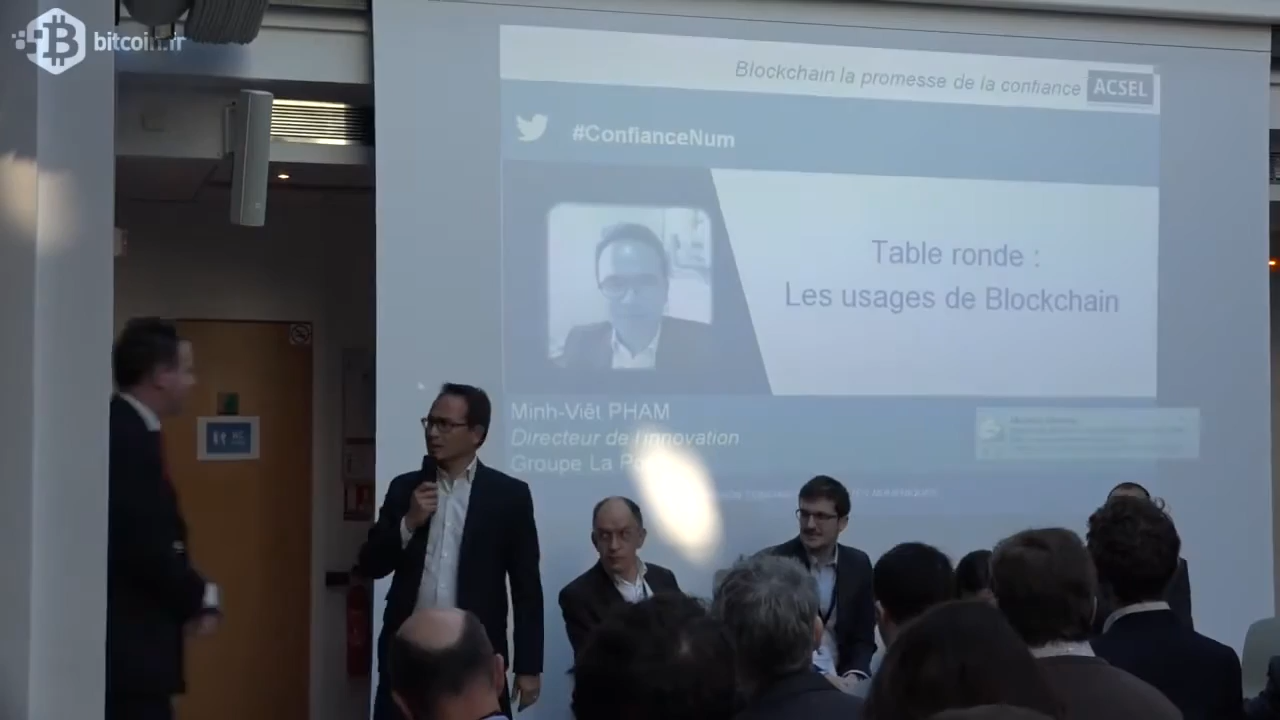 bitcoin.fr
Blockchain la promesse de la confiance
ACSEL
#ConfianceNum
Table ronde :
Les usages de Blockchain
Minh-Viêt PHAM
Directeur de l'innovation
Groupe La